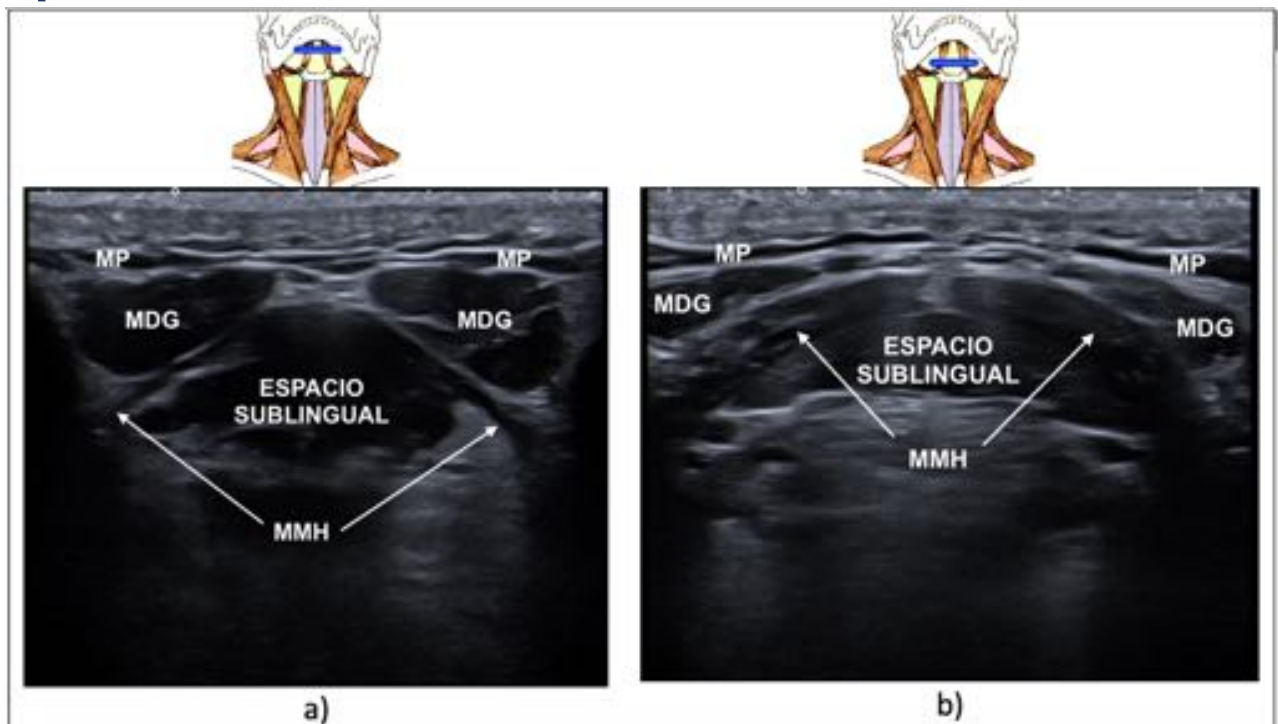 MP
MP
MDG
MDG
ESPACIO
SUBLINGUAL
MMH
a)
MP
MP
MDG
MDG
ESPACIO
SUBLINGUAL
MMH
b)